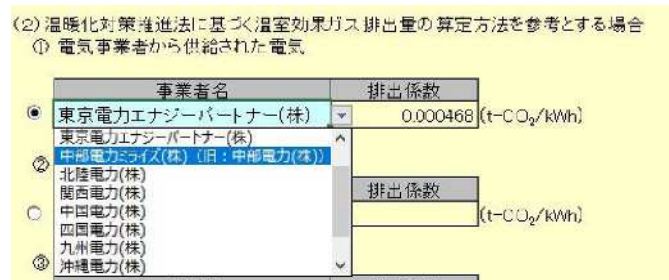 (2)温暖化対策推進法に基づく温室効果ガス排出量の算定方法を参考とする場合
① 電気事業者から供給された電気
事業者名 排出係数
東京電力エナジーパートナー(株) 0.000468 (t-CO₂/kWh)
東京電力エナジーパートナー(株)
中部電力ミライズ(株) (旧:中部電力(株))
②
北陸電力(株)
関西電力(株) 排出係数
中国電力(株) (t-CO₂/kWh)
四国電力(株)
九州電力(株)
③ 沖縄電力(株)